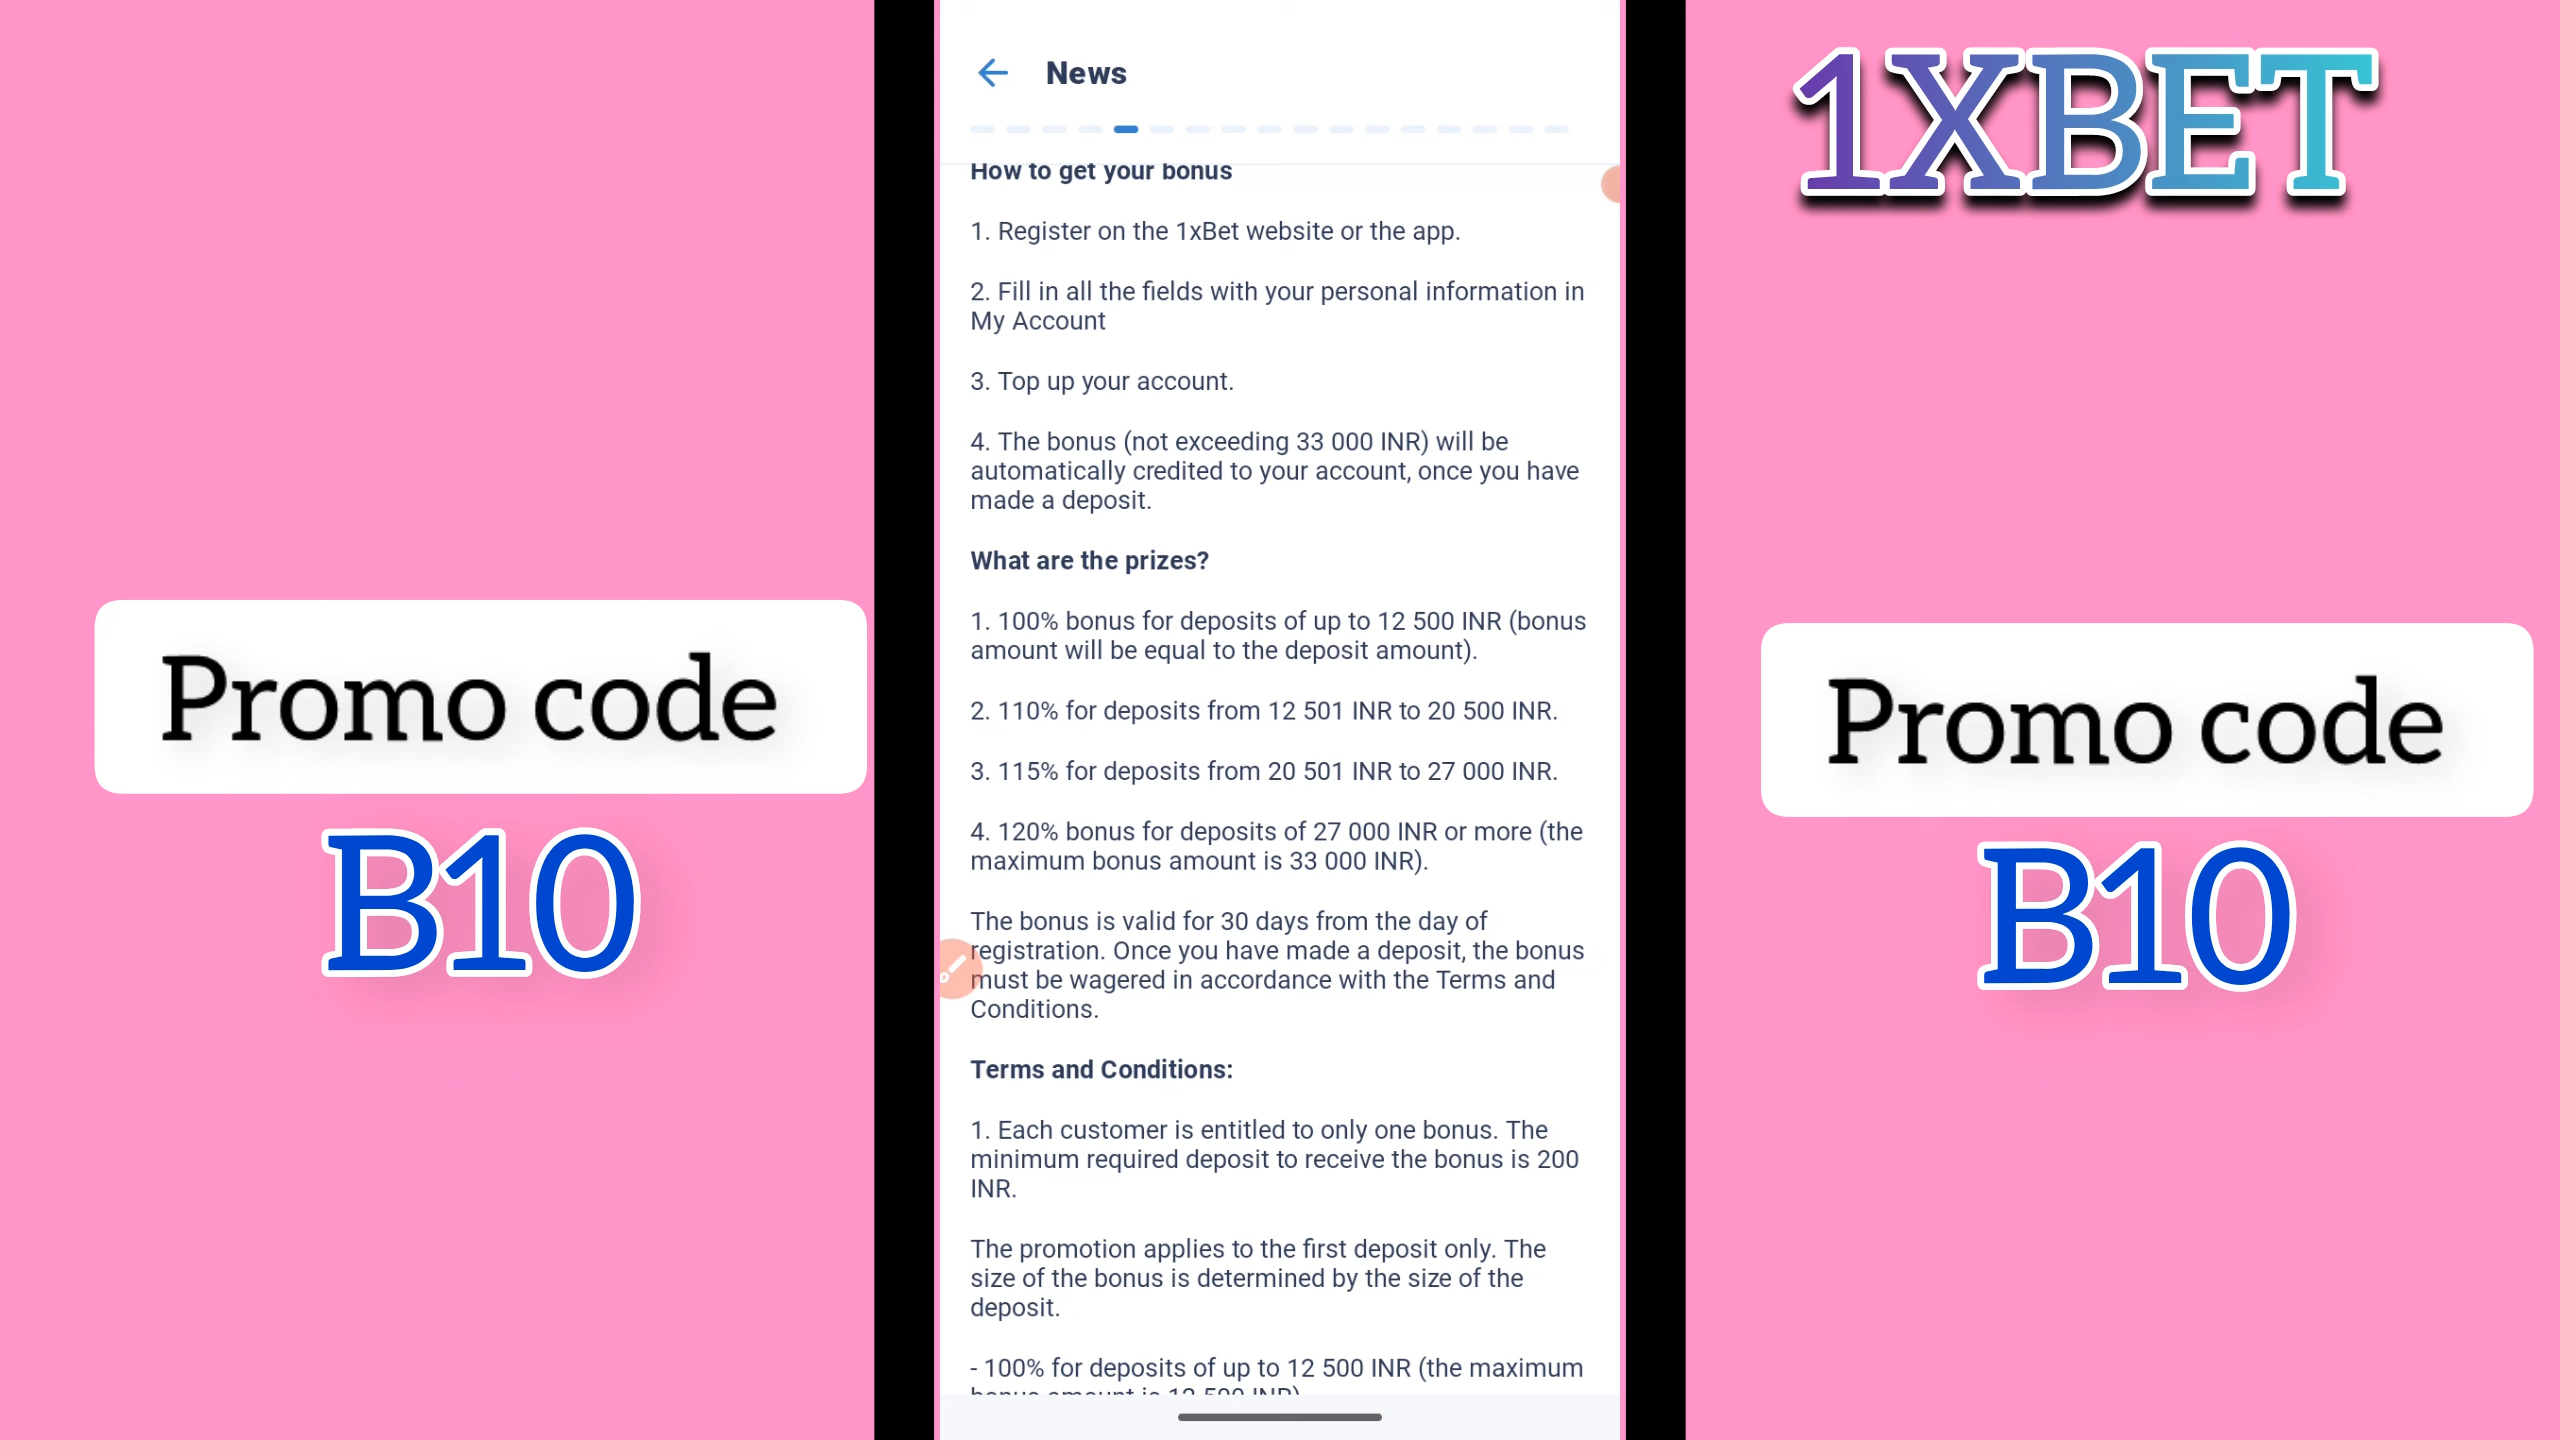 1XBET
Promo code
B10
News
How to get your bonus
1. Register on the 1xBet website or the app.
2. Fill in all the fields with your personal information in
My Account
3. Top up your account.
4. The bonus (not exceeding 33 000 INR) will be
automatically credited to your account, once you have
made a deposit.
What are the prizes?
1. 100% bonus for deposits of up to 12 500 INR (bonus
amount will be equal to the deposit amount).
2. 110% for deposits from 12 501 INR to 20 500 INR.
3. 115% for deposits from 20 501 INR to 27 000 INR.
4. 120% bonus for deposits of 27 000 INR or more (the
maximum bonus amount is 33 000 INR).
The bonus is valid for 30 days from the day of
registration. Once you have made a deposit, the bonus
must be wagered in accordance with the Terms and
Conditions.
Terms and Conditions:
1. Each customer is entitled to only one bonus. The
minimum required deposit to receive the bonus is 200
INR.
The promotion applies to the first deposit only. The
size of the bonus is determined by the size of the
deposit.
- 100% for deposits of up to 12 500 INR (the maximum
bonus amount is 12 500 INR)
Promo code
B10